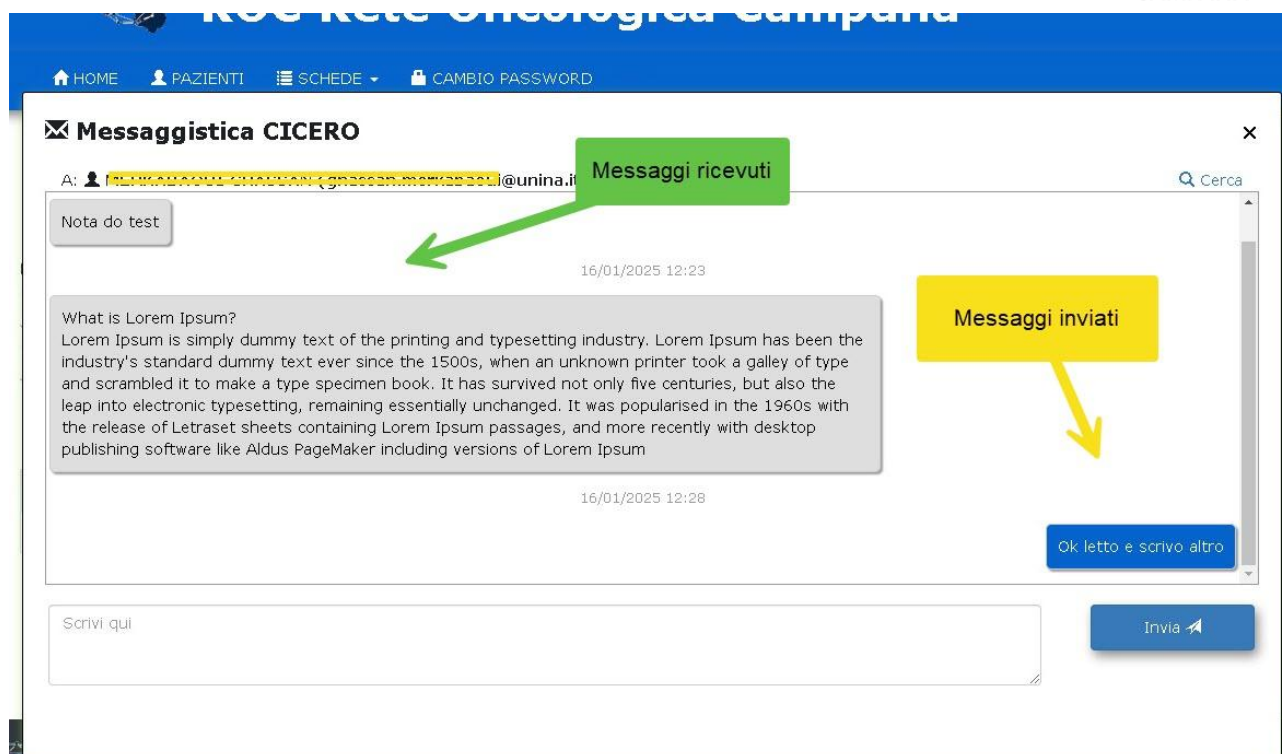 ROC Rete Oncologica Campana
HOME PAZIENTI SCHEDE CAMBIO PASSWORD
Messaggistica CICERO ×
A: @unina.it
Messaggi ricevuti
Cerca
Nota do test
16/01/2025 12:23
What is Lorem Ipsum?
Lorem Ipsum is simply dummy text of the printing and typesetting industry. Lorem Ipsum has been the
industry's standard dummy text ever since the 1500s, when an unknown printer took a galley of type
and scrambled it to make a type specimen book. It has survived not only five centuries, but also the
leap into electronic typesetting, remaining essentially unchanged. It was popularised in the 1960s with
the release of Letraset sheets containing Lorem Ipsum passages, and more recently with desktop
publishing software like Aldus PageMaker including versions of Lorem Ipsum
Messaggi inviati
16/01/2025 12:28
Ok letto e scrivo altro
Scrivi qui
Invia